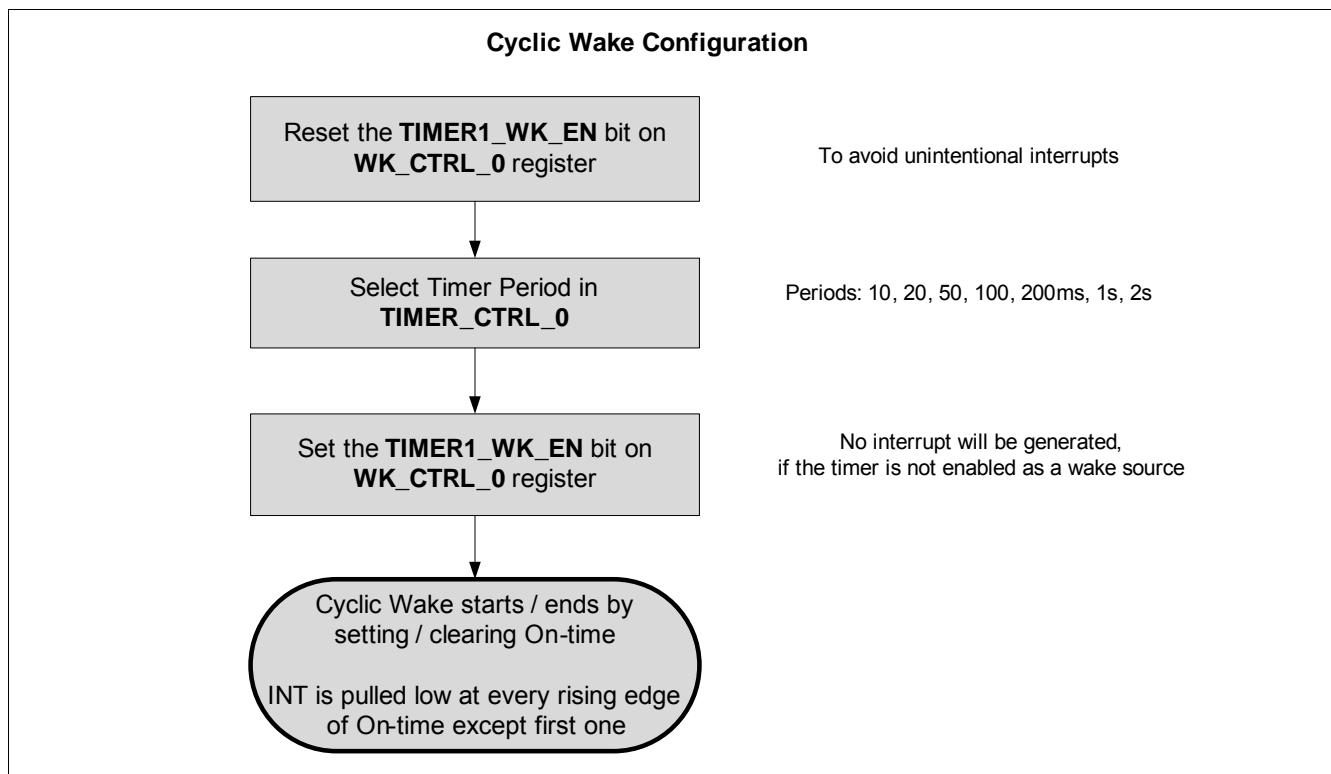 Cyclic Wake Configuration
Reset the TIMER1_WK_EN bit on
WK_CTRL_0 register
To avoid unintentional interrupts
Select Timer Period in
TIMER_CTRL_0
Periods: 10, 20, 50, 100, 200ms, 1s, 2s
Set the TIMER1_WK_EN bit on
WK_CTRL_0 register
No interrupt will be generated,
if the timer is not enabled as a wake source
Cyclic Wake starts / ends by
setting / clearing On-time
INT is pulled low at every rising edge
of On-time except first one